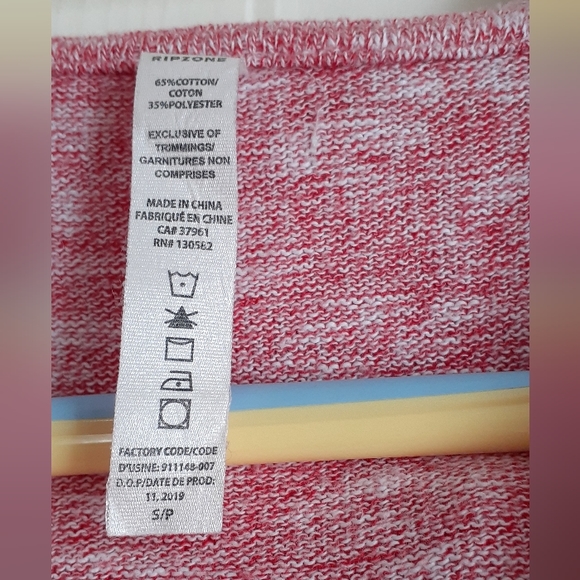 RIPZONE
65%COTTON/
COTON
35%POLYESTER
EXCLUSIVE OF
TRIMMINGS/
GARNITURES NON
COMPRISES
MADE IN CHINA
FABRIQUÉ EN CHINE
CA# 37961
RN# 130582
FACTORY CODE/CODE
D'USINE: 911148-007
D.O.P/DATE DE PROD:
11, 2019
S/P